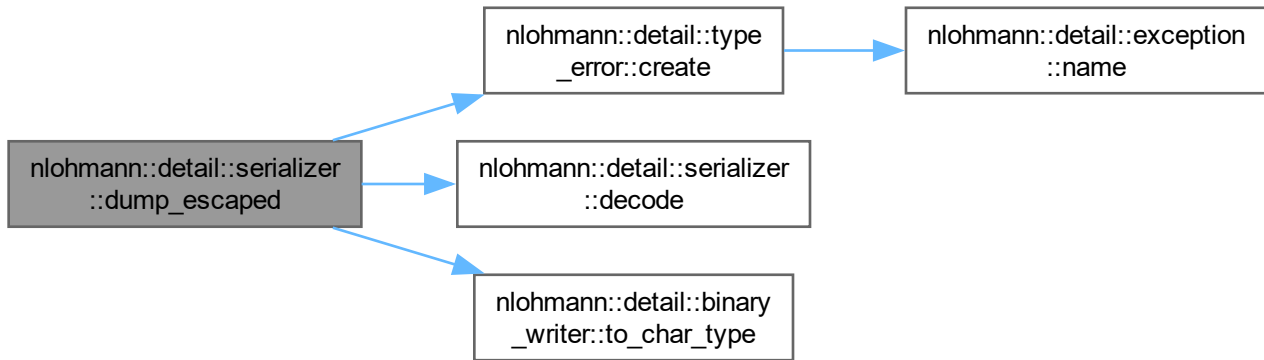 nlohmann::detail::type
_error::create
nlohmann::detail::exception
::name
nlohmann::detail::serializer
::dump_escaped
nlohmann::detail::serializer
::decode
nlohmann::detail::binary
_writer::to_char_type